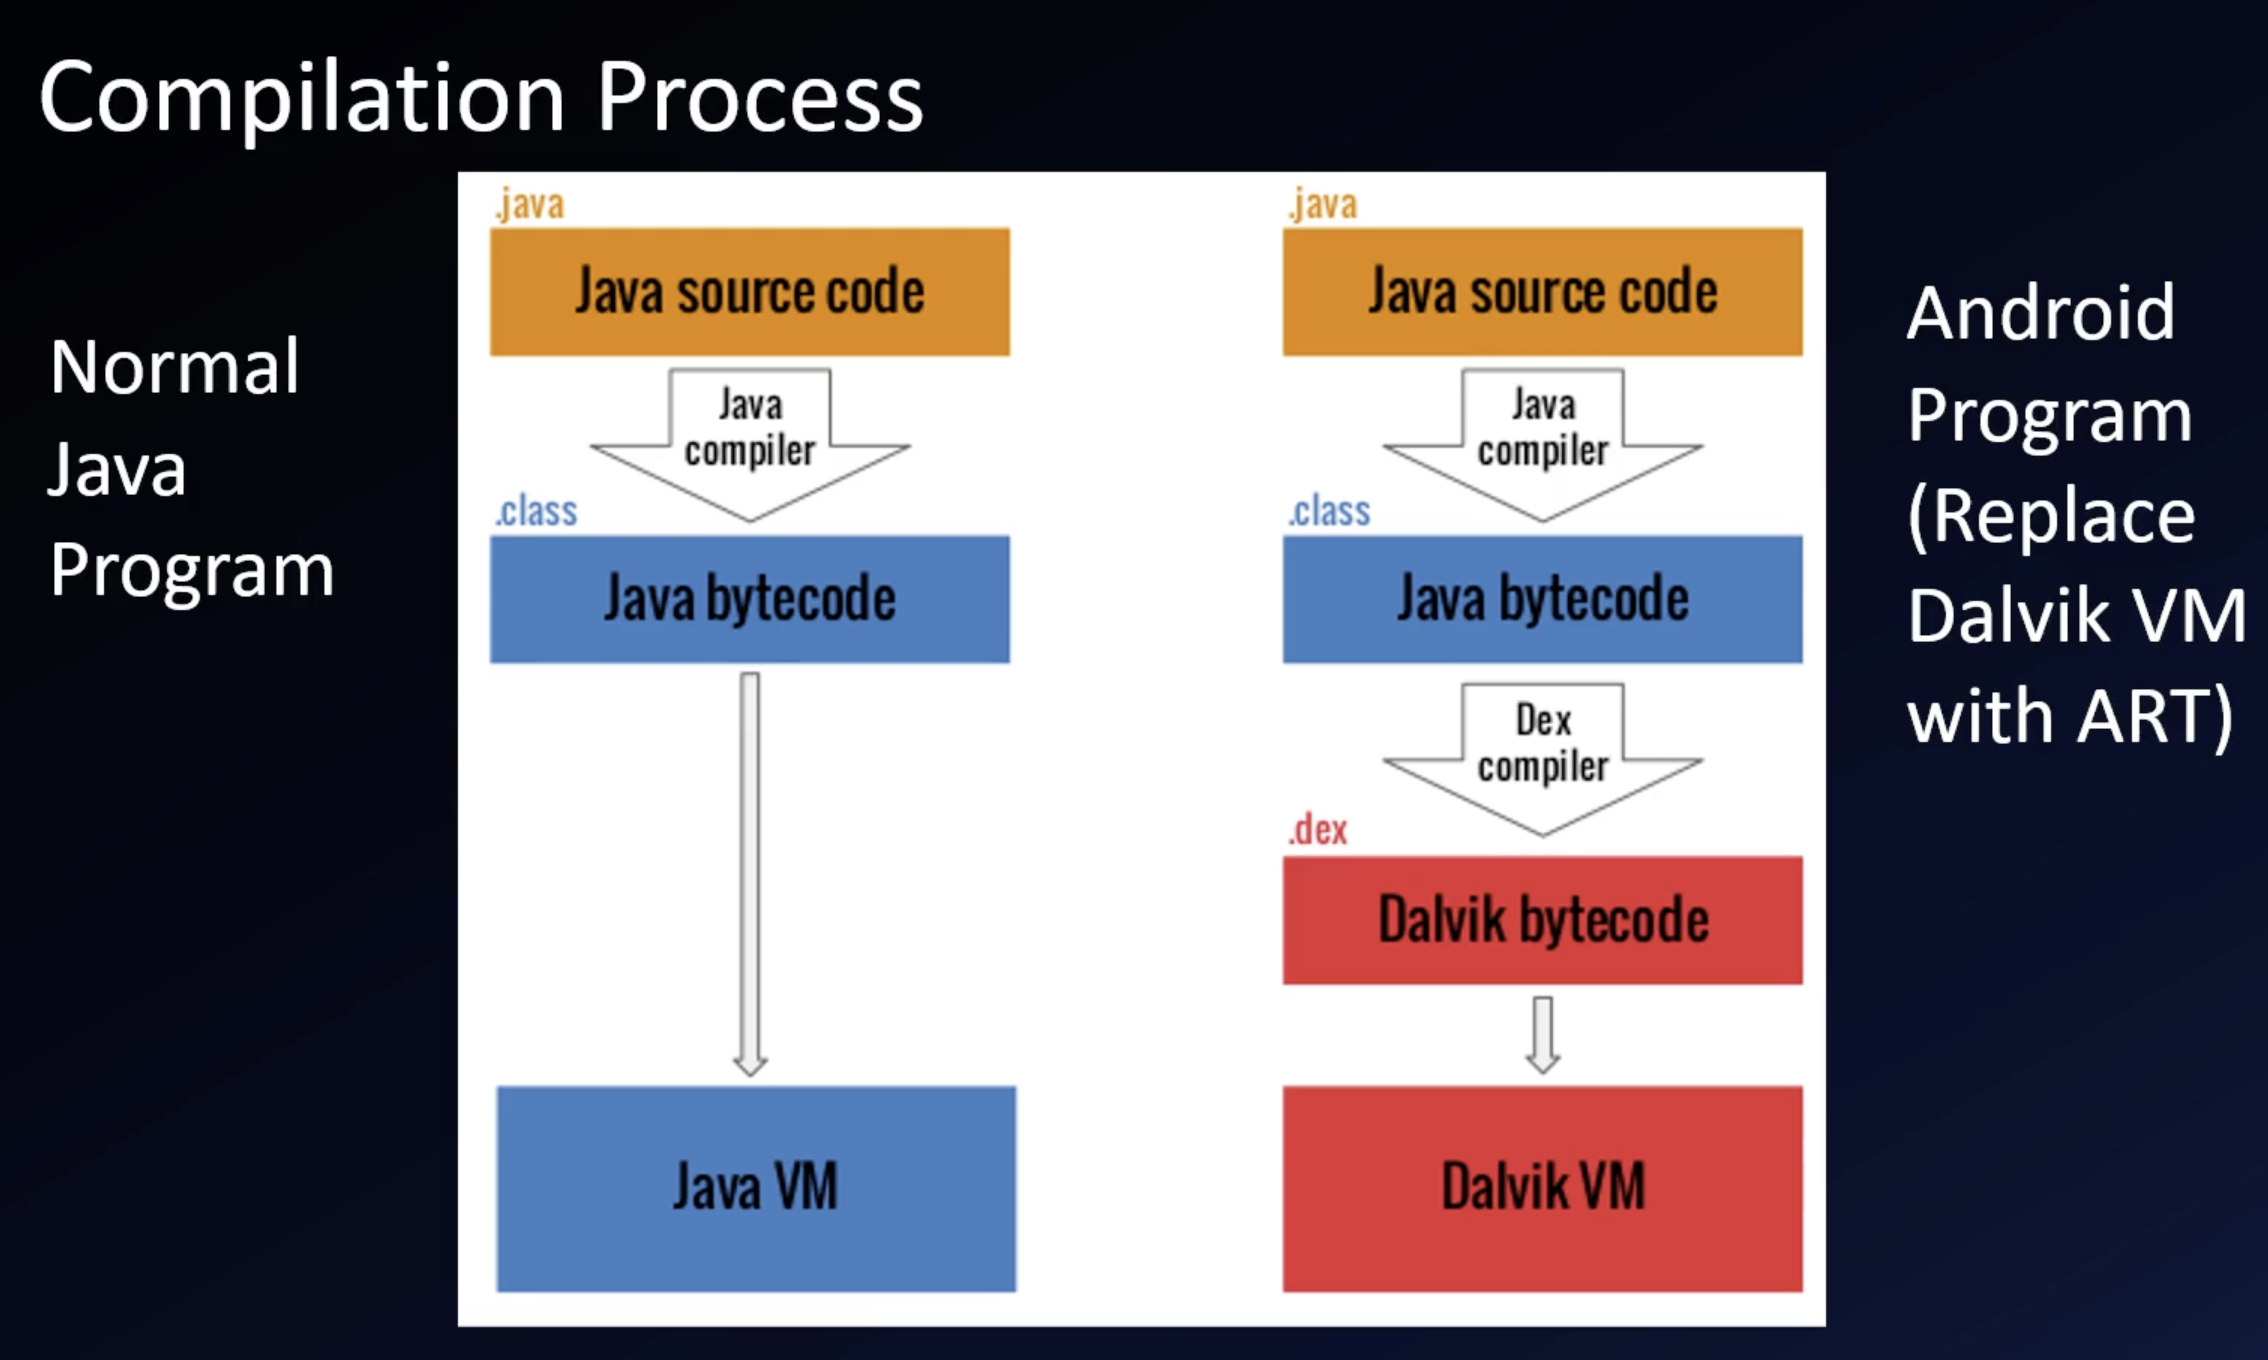 Compilation Process
Normal
Java
Program
.java
Java source code
Java
compiler
.class
Java bytecode
Java VM
.java
Java source code
Java
compiler
.class
Java bytecode
Dex
compiler
.dex
Dalvik bytecode
Dalvik VM
Android
Program
(Replace
Dalvik VM
with ART)